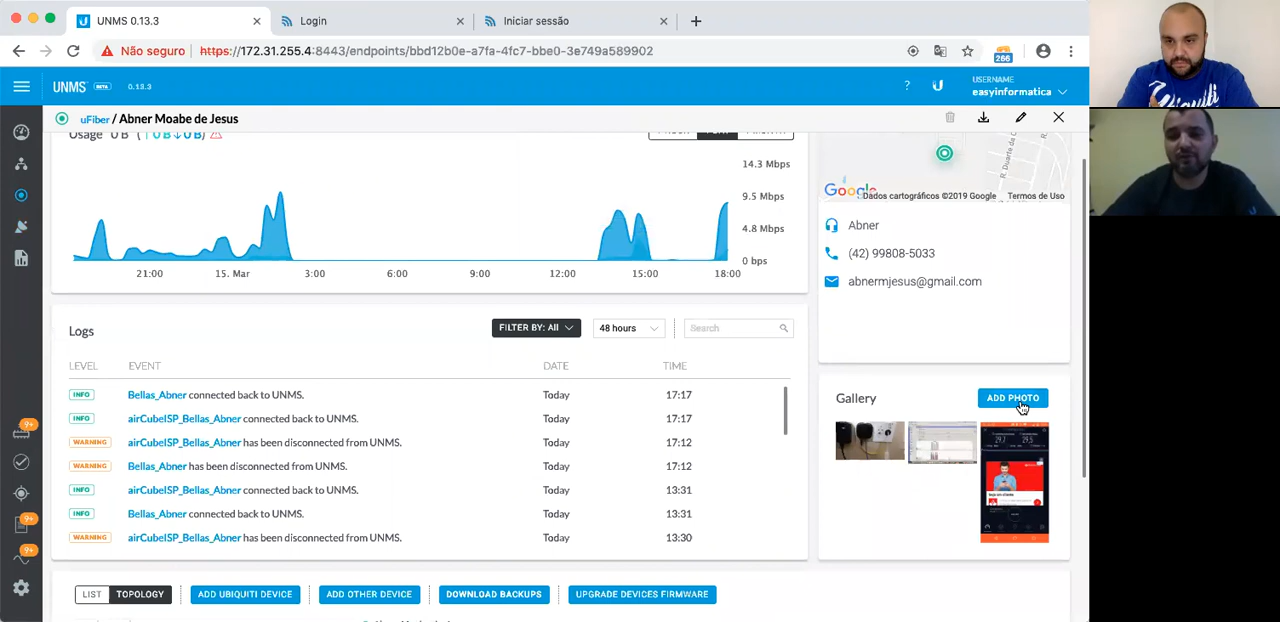 UNMS 0.13.3
Login
Iniciar sessão
Não seguro
https://172.31.255.4:8443/endpoints/bbd12b0e-a7fa-4fc7-bbe0-3e749a589902
286
UNMS BETA 0.13.3
?
USERNAME
easyinformatica
uFiber / Abner Moabe de Jesus
Usage 0 B
14.3 Mbps
9.5 Mbps
4.8 Mbps
0 bps
21:00 15. Mar 3:00 6:00 9:00 12:00 15:00 18:00
R. Duarte da C
Google
Dados cartográficos ©2019 Google Termos de Uso
Abner
(42) 99808-5033
abnermjesus@gmail.com
Logs
FILTER BY: All
48 hours
Search
LEVEL EVENT DATE TIME
INFO Bellas_Abner connected back to UNMS. Today 17:17
INFO airCubeISP_Bellas_Abner connected back to UNMS. Today 17:17
WARNING airCubeISP_Bellas_Abner has been disconnected from UNMS. Today 17:12
WARNING Bellas_Abner has been disconnected from UNMS. Today 17:12
INFO airCubeISP_Bellas_Abner connected back to UNMS. Today 13:31
INFO Bellas_Abner connected back to UNMS. Today 13:31
WARNING airCubeISP_Bellas_Abner has been disconnected from UNMS. Today 13:30
Gallery
ADD PHOTO
9+
9+
9+
LIST TOPOLOGY
ADD UBIQUITI DEVICE
ADD OTHER DEVICE
DOWNLOAD BACKUPS
UPGRADE DEVICES FIRMWARE